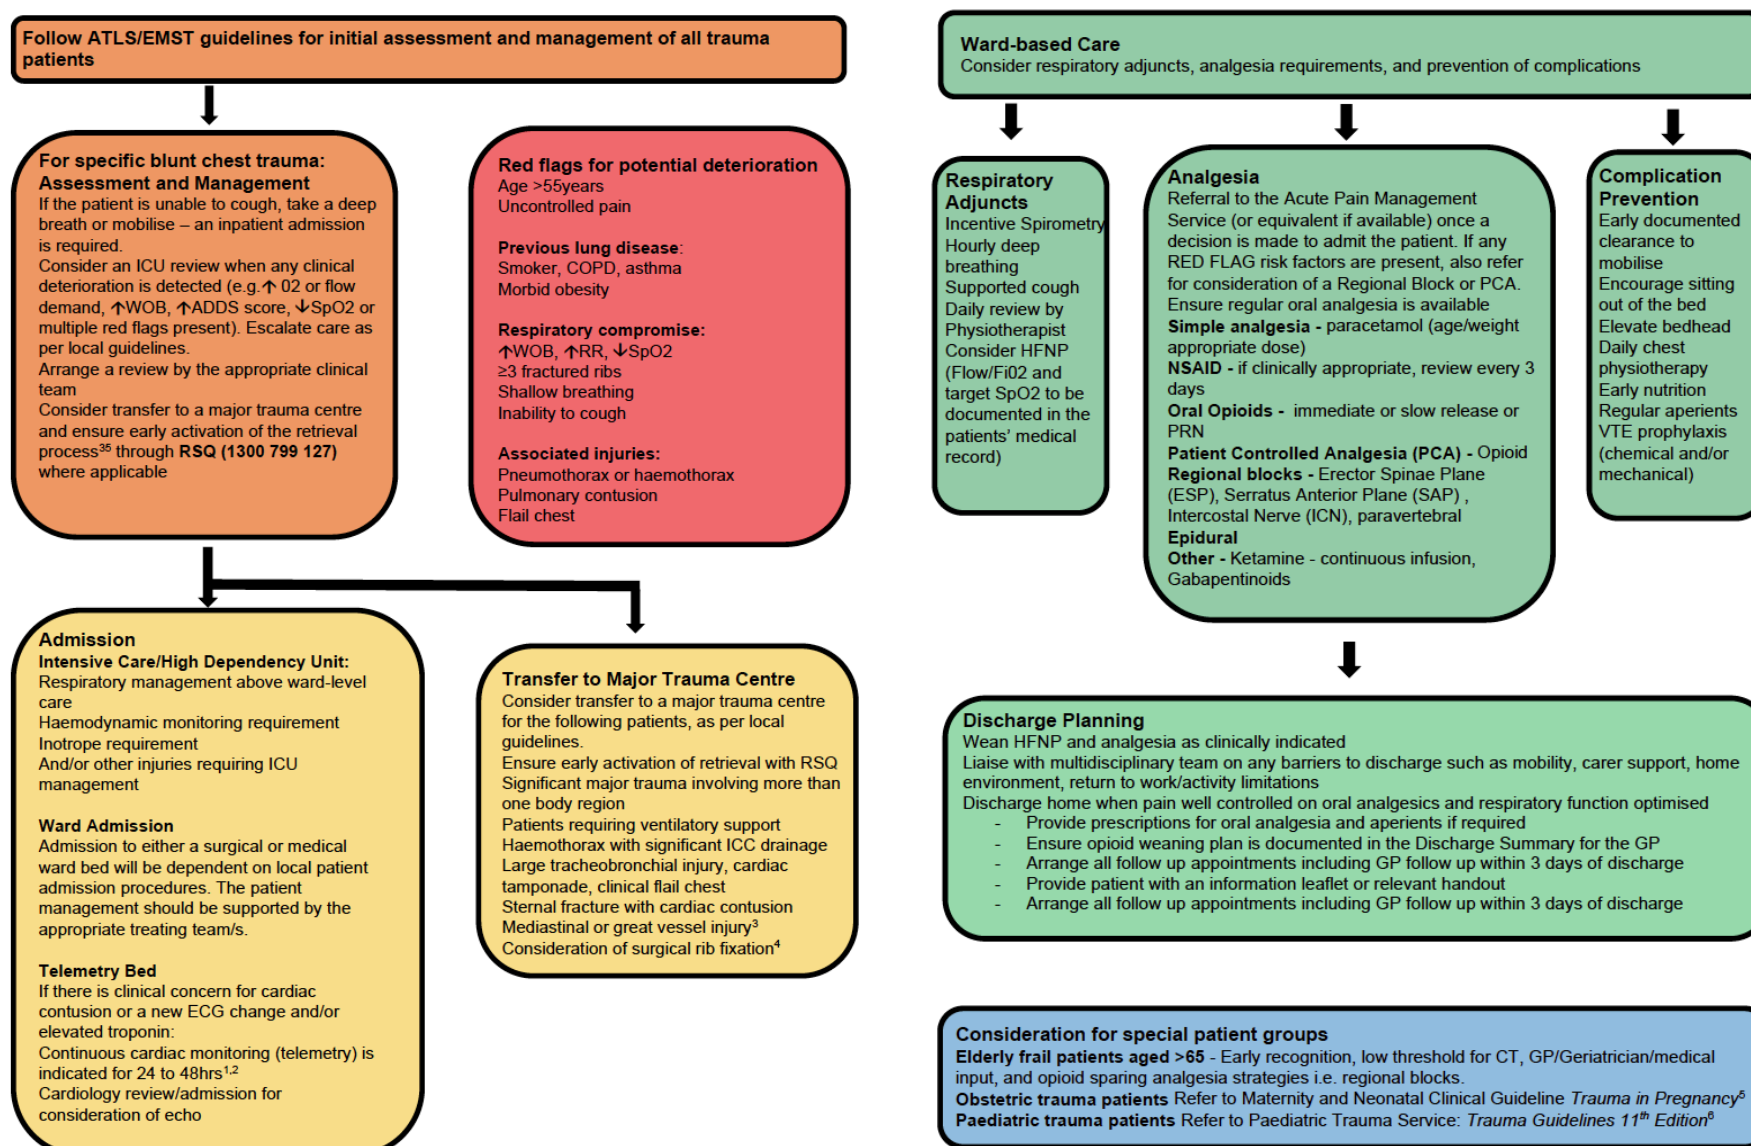 Follow ATLS/EMST guidelines for initial assessment and management of all trauma
patients
For specific blunt chest trauma:
Assessment and Management
If the patient is unable to cough, take a deep
breath or mobilise – an inpatient admission
is required.
Consider an ICU review when any clinical
deterioration is detected (e.g.↑ 02 or flow
demand, ↑WOB, ↑ADDS score, ↓SpO2 or
multiple red flags present). Escalate care as
per local guidelines.
Arrange a review by the appropriate clinical
team
Consider transfer to a major trauma centre
and ensure early activation of the retrieval
process³⁵ through RSQ (1300 799 127)
where applicable
Red flags for potential deterioration
Age >55years
Uncontrolled pain
Previous lung disease:
Smoker, COPD, asthma
Morbid obesity
Respiratory compromise:
↑WOB, ↑RR, ↓SpO2
≥3 fractured ribs
Shallow breathing
Inability to cough
Associated injuries:
Pneumothorax or haemothorax
Pulmonary contusion
Flail chest
Admission
Intensive Care/High Dependency Unit:
Respiratory management above ward-level
care
Haemodynamic monitoring requirement
Inotrope requirement
And/or other injuries requiring ICU
management
Ward Admission
Admission to either a surgical or medical
ward bed will be dependent on local patient
admission procedures. The patient
management should be supported by the
appropriate treating team/s.
Telemetry Bed
If there is clinical concern for cardiac
contusion or a new ECG change and/or
elevated troponin:
Continuous cardiac monitoring (telemetry) is
indicated for 24 to 48hrs¹,²
Cardiology review/admission for
consideration of echo
Transfer to Major Trauma Centre
Consider transfer to a major trauma centre
for the following patients, as per local
guidelines.
Ensure early activation of retrieval with RSQ
Significant major trauma involving more than
one body region
Patients requiring ventilatory support
Haemothorax with significant ICC drainage
Large tracheobronchial injury, cardiac
tamponade, clinical flail chest
Sternal fracture with cardiac contusion
Mediastinal or great vessel injury³
Consideration of surgical rib fixation⁴
Ward-based Care
Consider respiratory adjuncts, analgesia requirements, and prevention of complications
Respiratory
Adjuncts
Incentive Spirometry
Hourly deep
breathing
Supported cough
Daily review by
Physiotherapist
Consider HFNP
(Flow/Fi02 and
target SpO2 to be
documented in the
patients' medical
record)
Analgesia
Referral to the Acute Pain Management
Service (or equivalent if available) once a
decision is made to admit the patient. If any
RED FLAG risk factors are present, also refer
for consideration of a Regional Block or PCA.
Ensure regular oral analgesia is available
Simple analgesia - paracetamol (age/weight
appropriate dose)
NSAID - if clinically appropriate, review every 3
days
Oral Opioids - immediate or slow release or
PRN
Patient Controlled Analgesia (PCA) - Opioid
Regional blocks - Erector Spinae Plane
(ESP), Serratus Anterior Plane (SAP) ,
Intercostal Nerve (ICN), paravertebral
Epidural
Other - Ketamine - continuous infusion,
Gabapentinoids
Complication
Prevention
Early documented
clearance to
mobilise
Encourage sitting
out of the bed
Elevate bedhead
Daily chest
physiotherapy
Early nutrition
Regular aperients
VTE prophylaxis
(chemical and/or
mechanical)
Discharge Planning
Wean HFNP and analgesia as clinically indicated
Liaise with multidisciplinary team on any barriers to discharge such as mobility, carer support, home
environment, return to work/activity limitations
Discharge home when pain well controlled on oral analgesics and respiratory function optimised
- Provide prescriptions for oral analgesia and aperients if required
- Ensure opioid weaning plan is documented in the Discharge Summary for the GP
- Arrange all follow up appointments including GP follow up within 3 days of discharge
- Provide patient with an information leaflet or relevant handout
- Arrange all follow up appointments including GP follow up within 3 days of discharge
Consideration for special patient groups
Elderly frail patients aged >65 - Early recognition, low threshold for CT, GP/Geriatrician/medical
input, and opioid sparing analgesia strategies i.e. regional blocks.
Obstetric trauma patients Refer to Maternity and Neonatal Clinical Guideline Trauma in Pregnancy⁵
Paediatric trauma patients Refer to Paediatric Trauma Service: Trauma Guidelines 11th Edition⁶